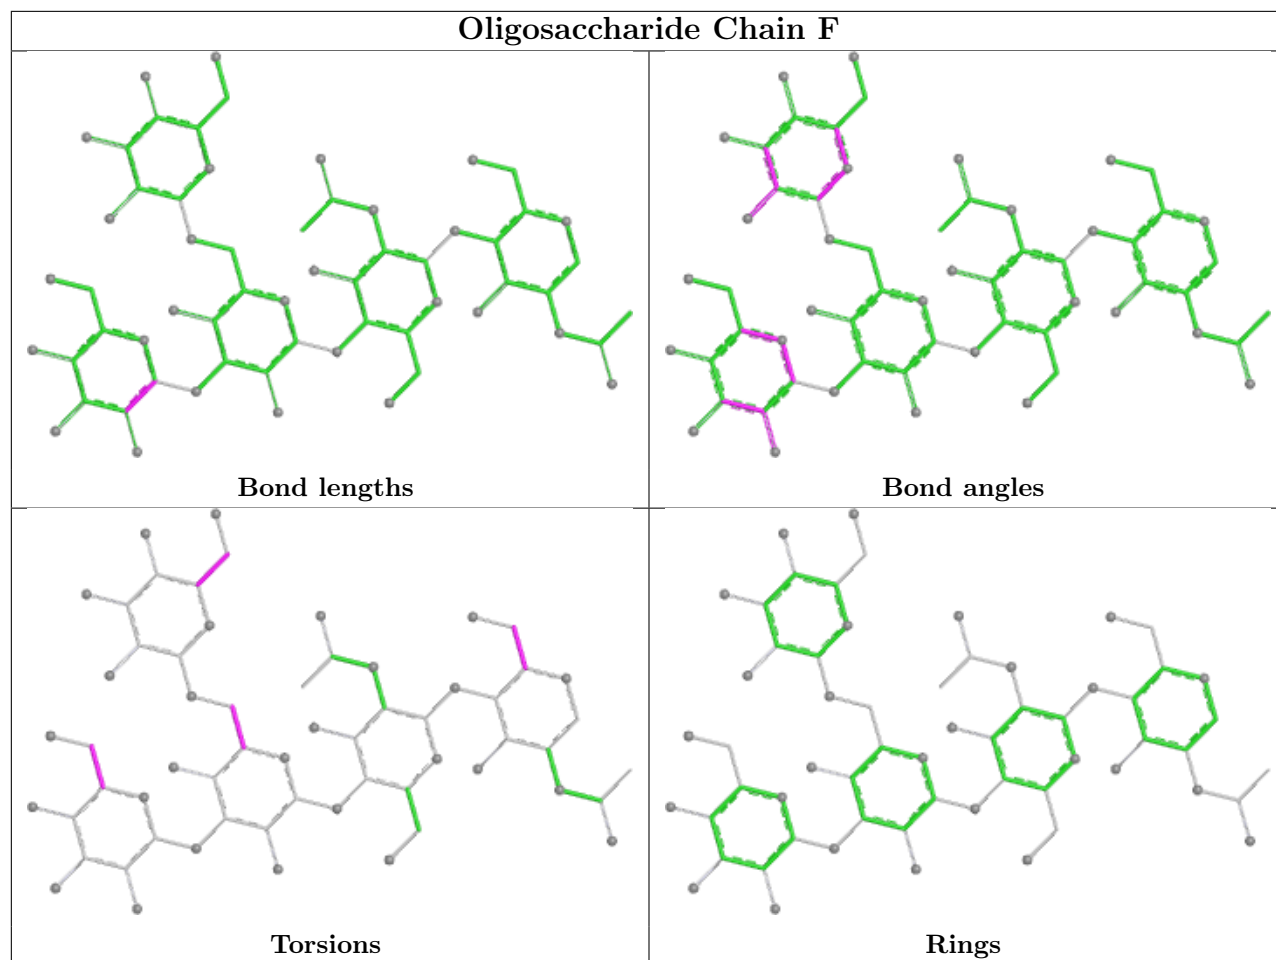 Oligosaccharide Chain F
Bond lengths
Bond angles
Torsions
Rings